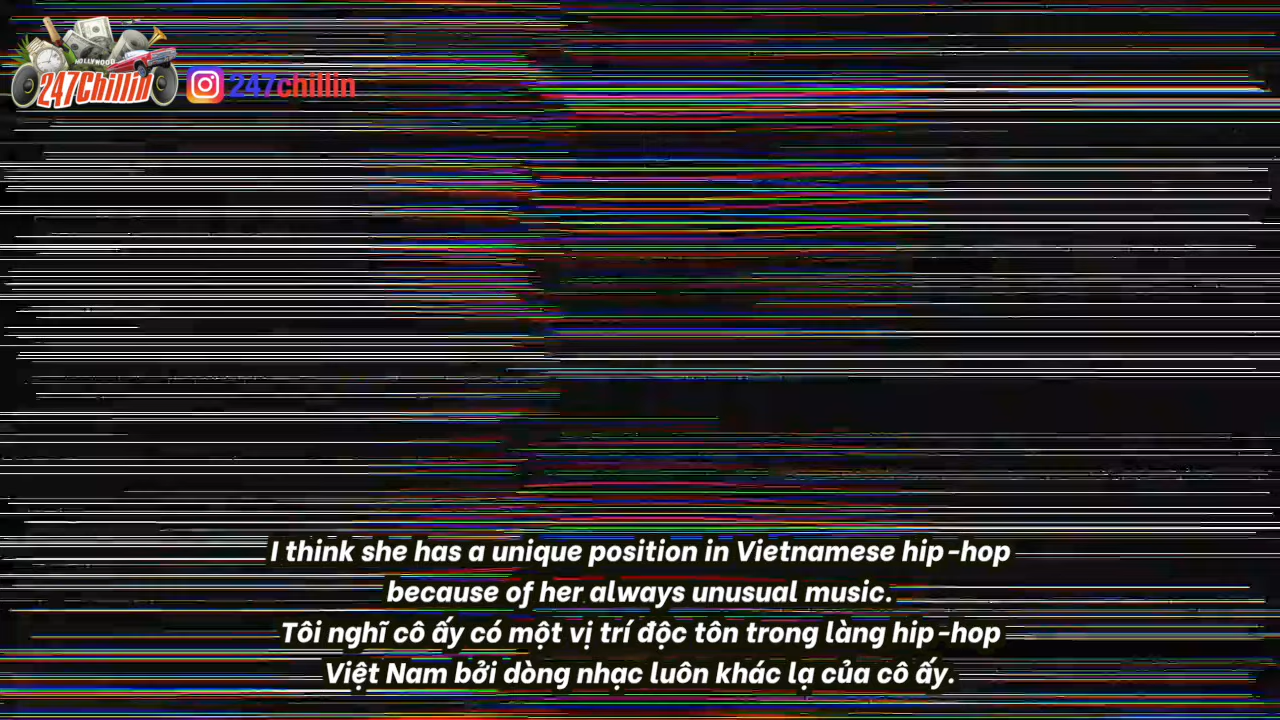 HOLLYWOOD
247Chillin
247chillin
I think she has a unique position in Vietnamese hip-hop
because of her always unusual music.
Tôi nghĩ cô ấy có một vị trí độc tôn trong làng hip-hop
Việt Nam bởi dòng nhạc luôn khác lạ của cô ấy.